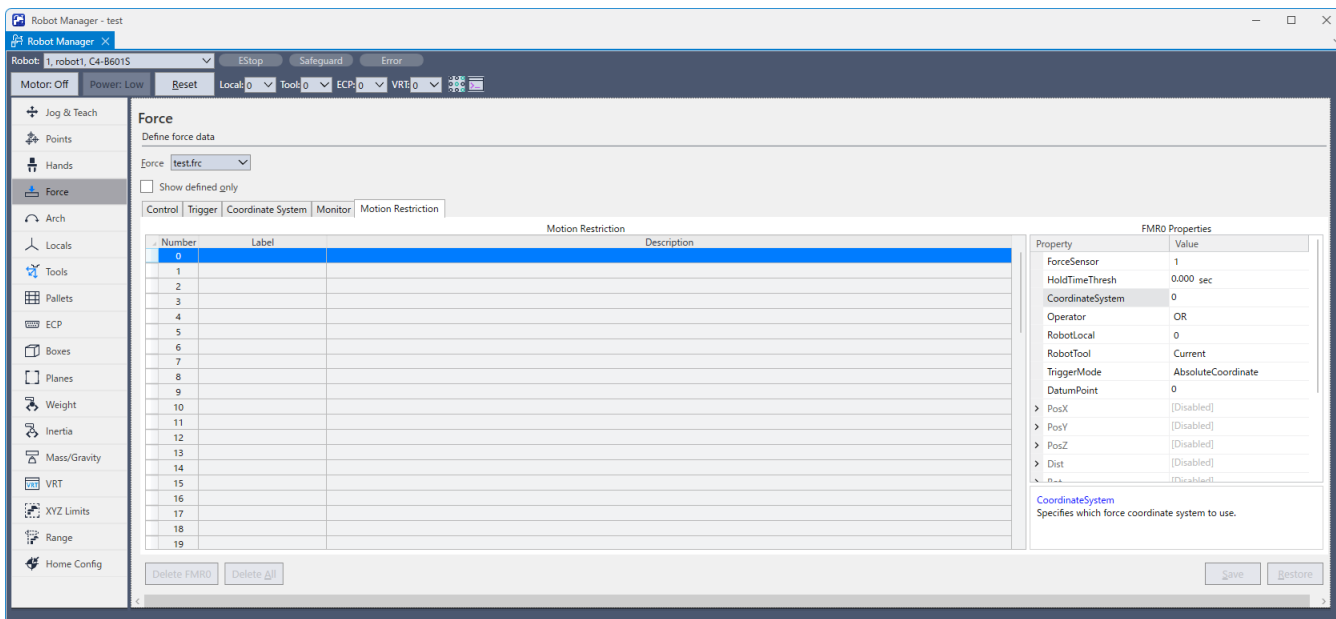 Robot Manager - test
Robot Manager
Robot: 1, robot1, C4-B601S EStop Safeguard Error
Motor: Off Power: Low Reset Local: 0 Tool: 0 ECP: 0 VRT: 0
Jog & Teach
Points
Hands
Force
Arch
Locals
Tools
Pallets
ECP
Boxes
Planes
Weight
Inertia
Mass/Gravity
VRT
XYZ Limits
Range
Home Config
Force
Define force data
Force test.frc
Show defined only
Control Trigger Coordinate System Monitor Motion Restriction
Motion Restriction
Number Label Description
0
1
2
3
4
5
6
7
8
9
10
11
12
13
14
15
16
17
18
19
FMR0 Properties
Property Value
ForceSensor 1
HoldTimeThresh 0.000 sec
CoordinateSystem 0
Operator OR
RobotLocal 0
RobotTool Current
TriggerMode AbsoluteCoordinate
DatumPoint 0
PosX [Disabled]
PosY [Disabled]
PosZ [Disabled]
Dist [Disabled]
[Disabled]
CoordinateSystem
Specifies which force coordinate system to use.
Delete FMR0 Delete All Save Restore